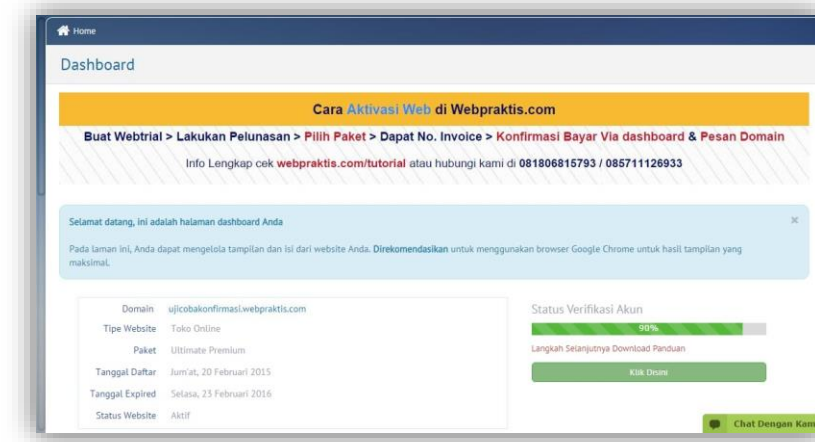 Home
Dashboard
Cara Aktivasi Web di Webpraktis.com
Buat Webtrial > Lakukan Pelunasan > Pilih Paket > Dapat No. Invoice > Konfirmasi Bayar Via dashboard & Pesan Domain
Info Lengkap cek webpraktis.com/tutorial atau hubungi kami di 081806815793 / 085711126933
Selamat datang, ini adalah halaman dashboard Anda
Pada laman ini, Anda dapat mengelola tampilan dan isi dari website Anda. Direkomendasikan untuk menggunakan browser Google Chrome untuk hasil tampilan yang
maksimal.
Domain ujicobakonfirmasi.webpraktis.com
Tipe Website Toko Online
Paket Ultimate Premium
Tanggal Daftar Jum'at, 20 Februari 2015
Tanggal Expired Selasa, 23 Februari 2016
Status Website Aktif
Status Verifikasi Akun
90%
Langkah Selanjutnya Download Panduan
Klik Disini
Chat Dengan Kam